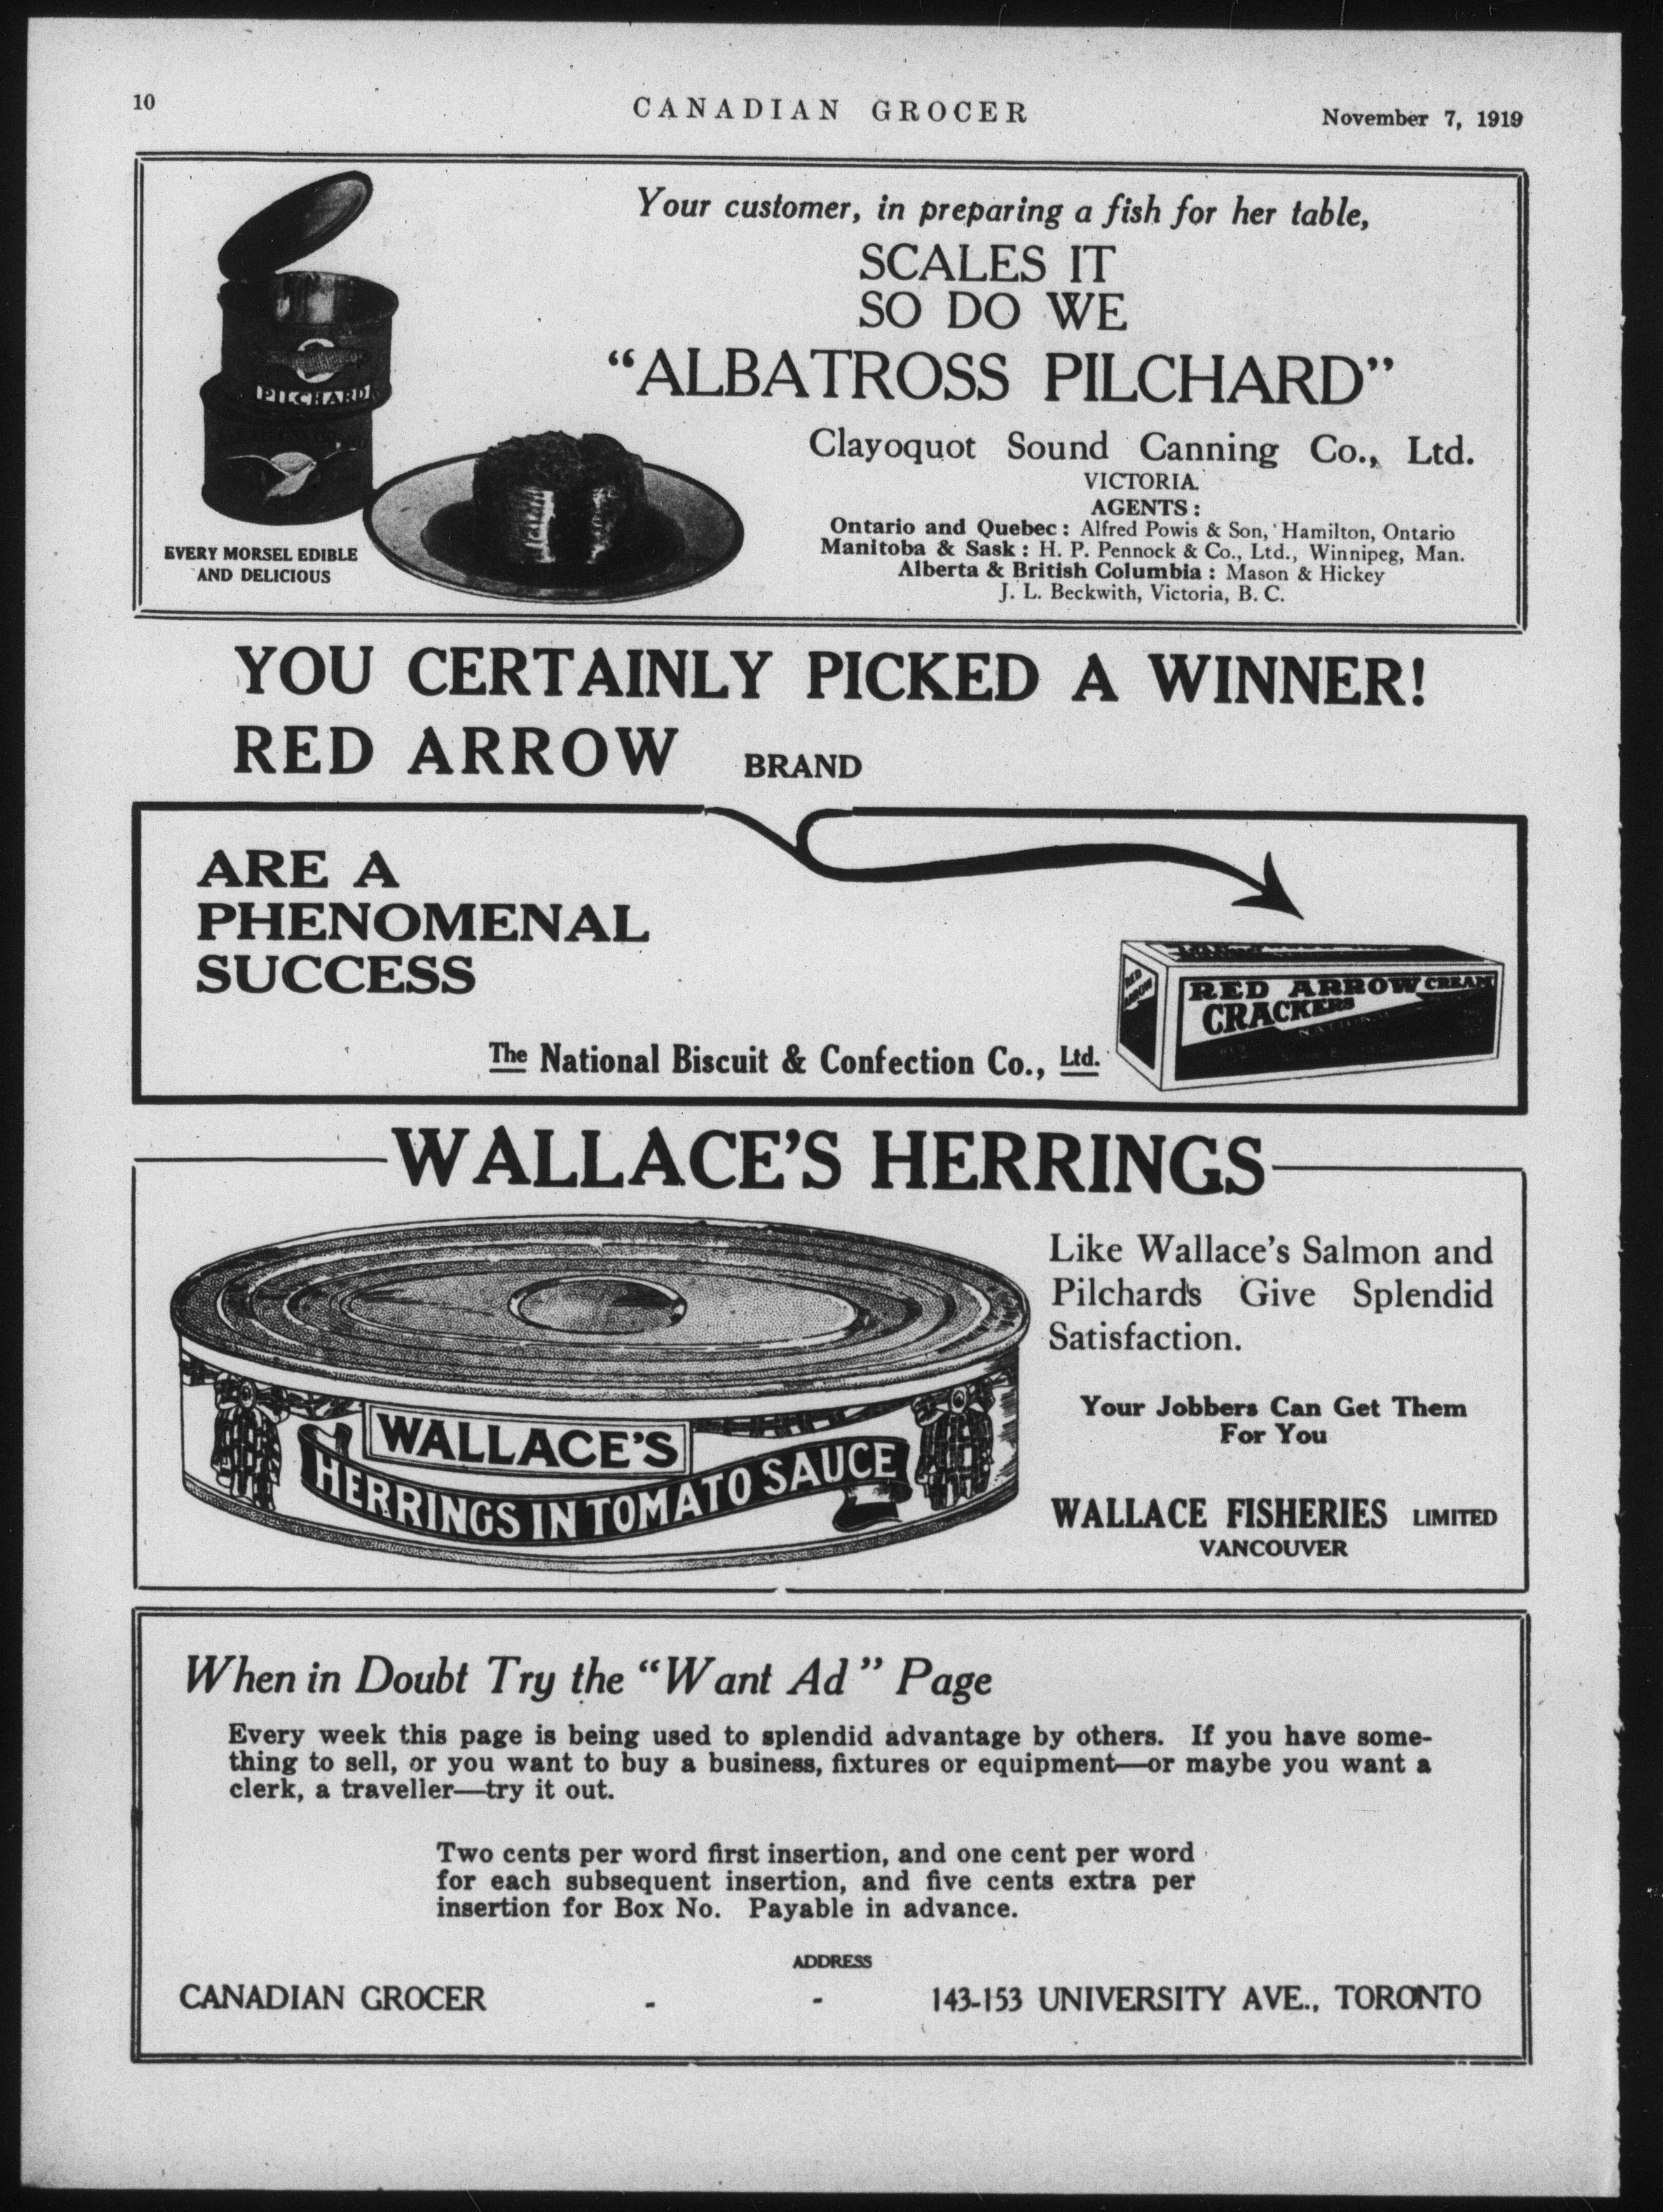 10
CANADIAN GROCER
November 7, 1919
Your customer, in preparing a fish for her table,
SCALES IT
SO DO WE
"ALBATROSS PILCHARD"
Clayoquot Sound Canning Co., Ltd.
VICTORIA
AGENTS :
Ontario and Quebec : Alfred Powis & Son, Hamilton, Ontario
Manitoba & Sask : H. P. Pennock & Co., Ltd., Winnipeg, Man.
Alberta & British Columbia : Mason & Hickey
J. L. Beckwith, Victoria, B. C.
PILCHARD
EVERY MORSEL EDIBLE
AND DELICIOUS
YOU CERTAINLY PICKED A WINNER!
RED ARROW BRAND
ARE A
PHENOMENAL
SUCCESS
RED
ARROW
RED ARROW CREAM
CRACKERS
NATIONAL
The National Biscuit & Confection Co., Ltd.
WALLACE'S HERRINGS
Like Wallace's Salmon and
Pilchards Give Splendid
Satisfaction.
Your Jobbers Can Get Them
For You
WALLACE FISHERIES LIMITED
VANCOUVER
WALLACE'S
HERRINGS IN TOMATO SAUCE
When in Doubt Try the "Want Ad" Page
Every week this page is being used to splendid advantage by others. If you have some-
thing to sell, or you want to buy a business, fixtures or equipment—or maybe you want a
clerk, a traveller—try it out.
Two cents per word first insertion, and one cent per word
for each subsequent insertion, and five cents extra per
insertion for Box No. Payable in advance.
ADDRESS
CANADIAN GROCER - - 143-153 UNIVERSITY AVE., TORONTO